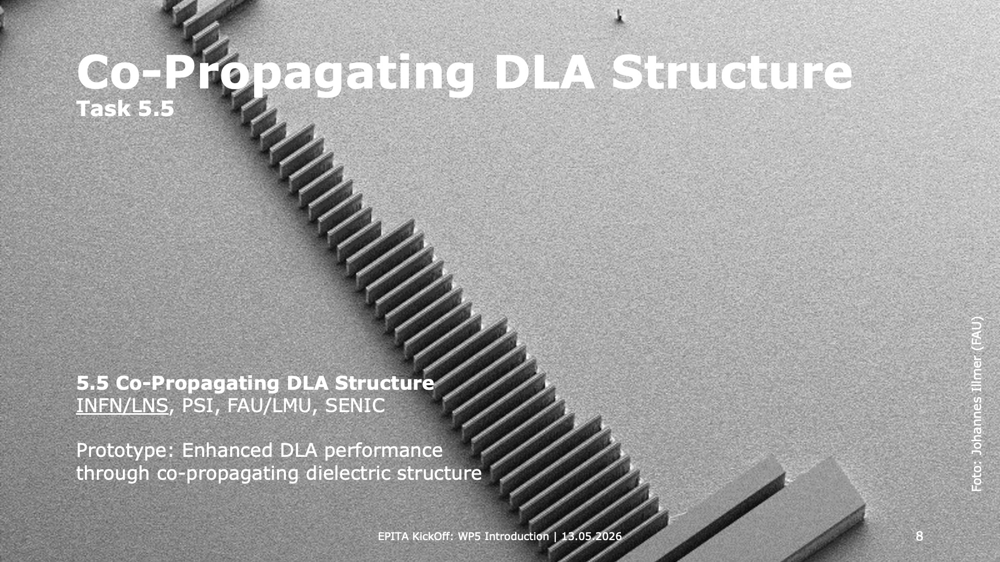 Co-Propagating DLA Structure
Task 5.5
5.5 Co-Propagating DLA Structure
INFN/LNS, PSI, FAU/LMU, SENIC
Prototype: Enhanced DLA performance
through co-propagating dielectric structure
Foto: Johannes Illmer (FAU)
EPITA KickOff: WP5 Introduction | 13.05.2026
8